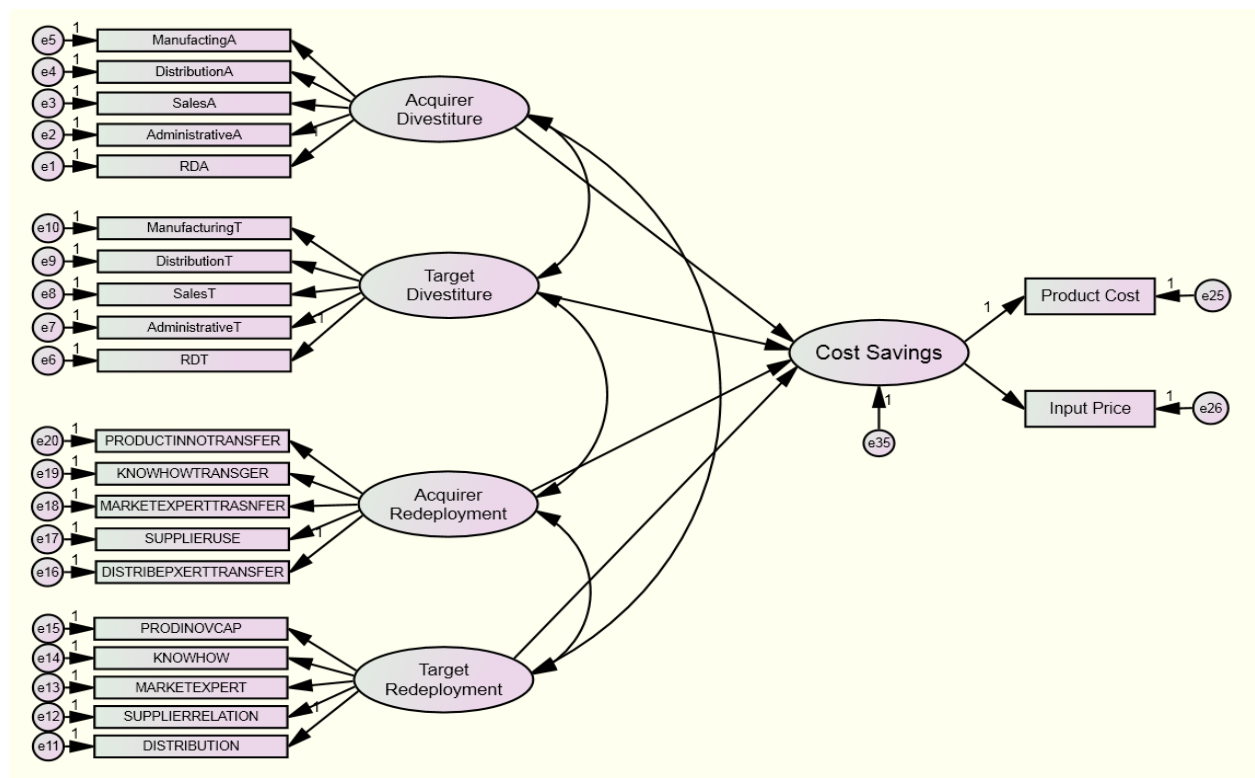 e5 1 ManufactingA
e4 1 DistributionA
e3 1 SalesA
e2 1 AdministrativeA 1
e1 1 RDA
Acquirer
Divestiture
e10 1 ManufacturingT
e9 1 DistributionT
e8 1 SalesT
e7 1 AdministrativeT 1
e6 1 RDT
Target
Divestiture
e20 1 PRODUCTINNOTRANSFER
e19 1 KNOWHOWTRANSGER
e18 1 MARKETEXPERTTRASNFER
e17 1 SUPPLIERUSE 1
e16 1 DISTRIBEPXERTTRANSFER
Acquirer
Redeployment
e15 1 PRODINOVCAP
e14 1 KNOWHOW
e13 1 MARKETEXPERT
e12 1 SUPPLIERRELATION 1
e11 1 DISTRIBUTION
Target
Redeployment
Cost Savings
1
e35
1 Product Cost 1 e25
Input Price 1 e26